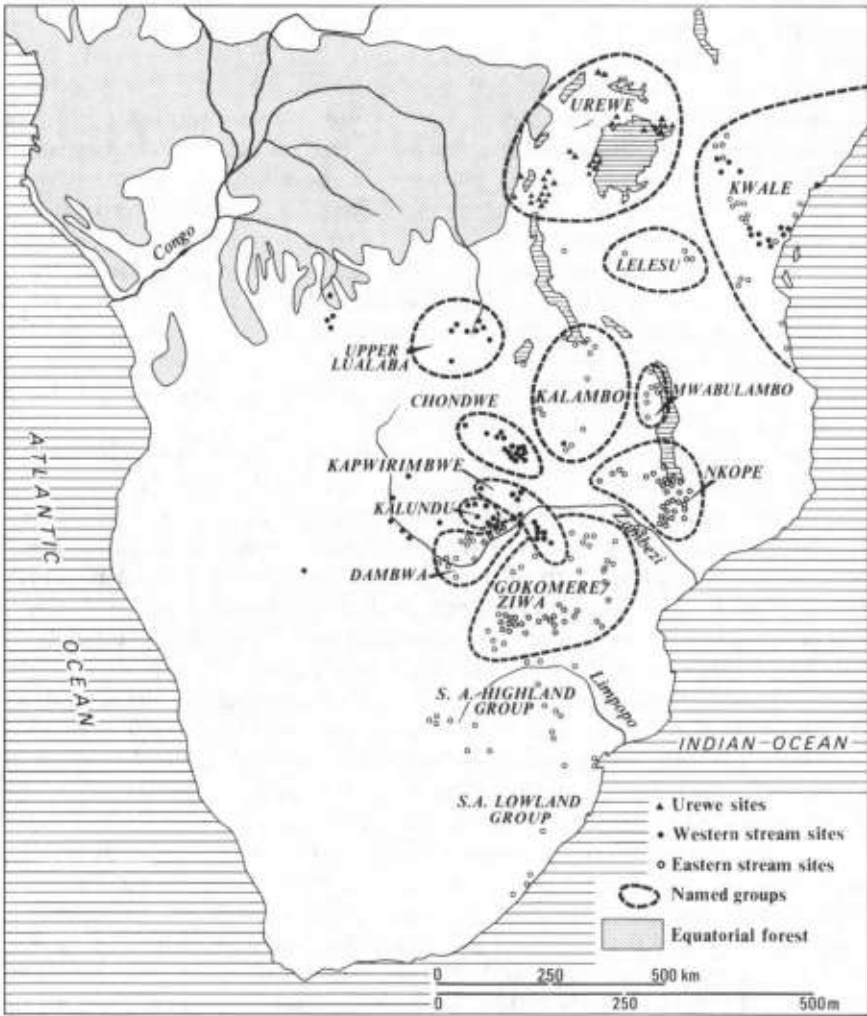 UREWE
KWALE
Congo
LELESU
UPPER
LUALABA
CHONDWE
KALAMBO
MWABULAMBO
KAPWIRIMBWE
NKOPE
KALUNDU
Zambezi
DAMBWA
GOKOMERE/
ZIWA
ATLANTIC
OCEAN
S. A. HIGHLAND
GROUP
Limpopo
INDIAN OCEAN
S.A. LOWLAND
GROUP
Urewe sites
Western stream sites
Eastern stream sites
Named groups
Equatorial forest
0 250 500 km
0 250 500 m